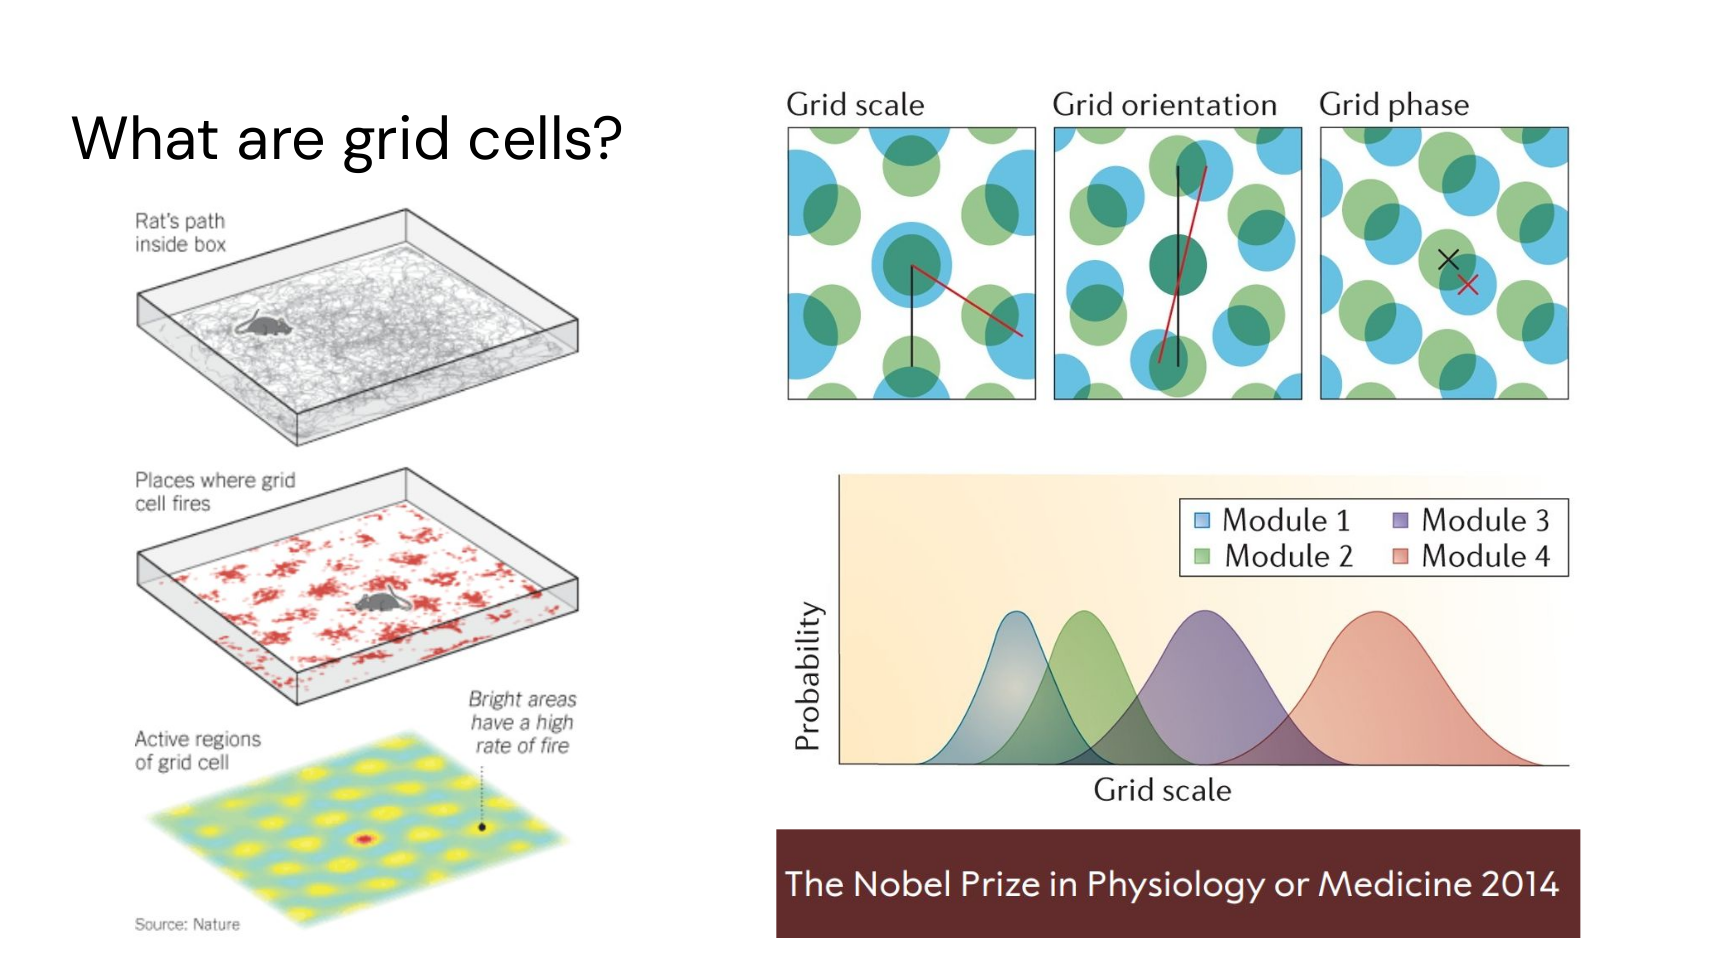 What are grid cells?
Rat's path
inside box
Places where grid
cell fires
Bright areas
have a high
rate of fire
Active regions
of grid cell
Source: Nature
Grid scale
Grid orientation
Grid phase
Module 1
Module 3
Module 2
Module 4
Probability
Grid scale
The Nobel Prize in Physiology or Medicine 2014